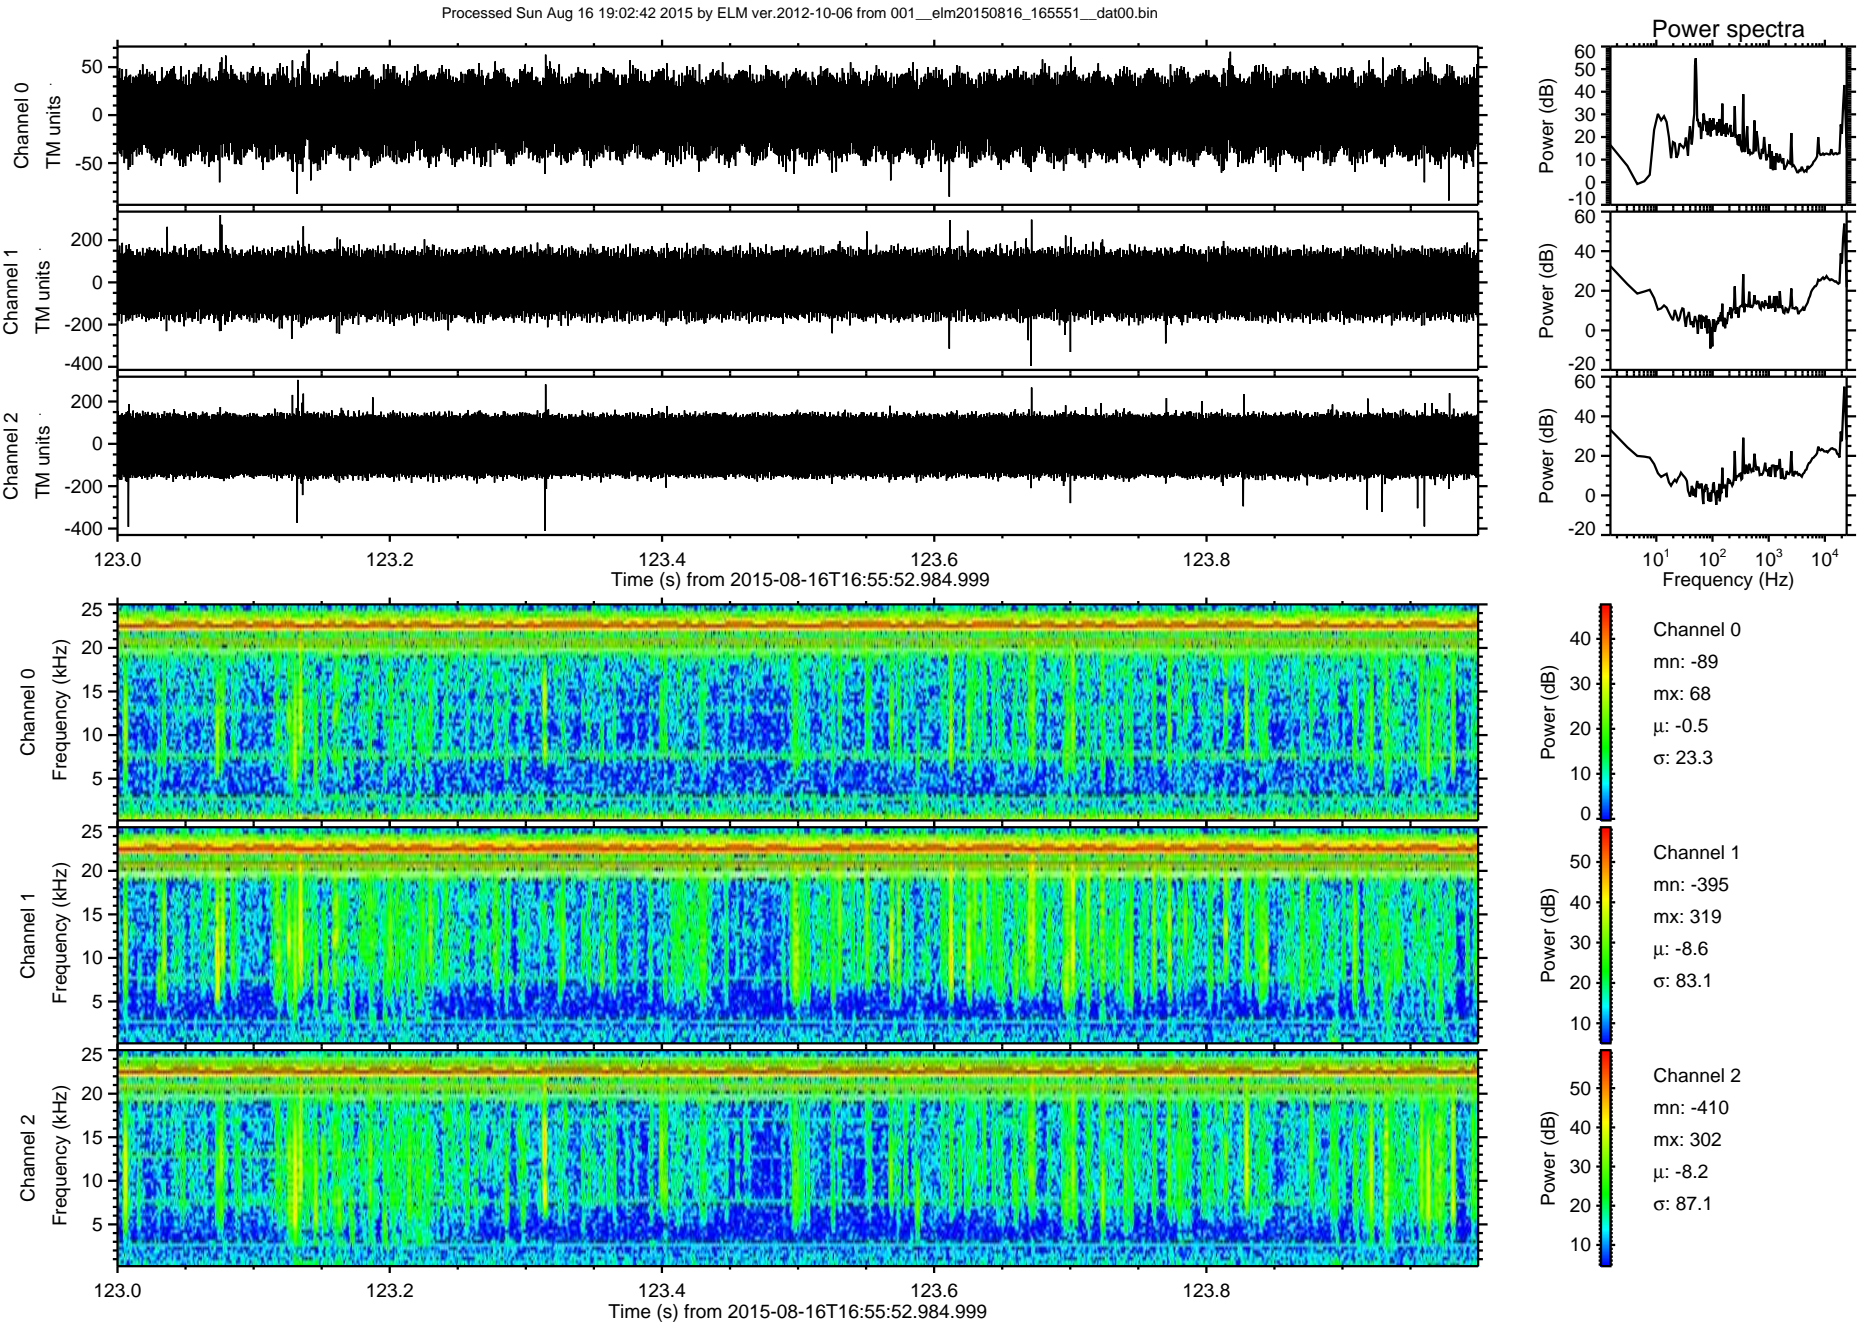 Processed Sun Aug 16 19:02:42 2015 by ELM ver.2012-10-06 from 001__elm20150816_165551__dat00.bin
Power spectra
Channel 0
TM units
50
0
-50
Power (dB)
60
50
40
30
20
10
0
-10
Channel 1
TM units
200
0
-200
-400
Power (dB)
60
40
20
0
-20
Channel 2
TM units
200
0
-200
-400
Power (dB)
60
40
20
0
-20
123.0 123.2 123.4 123.6 123.8
Time (s) from 2015-08-16T16:55:52.984.999
10^1 10^2 10^3 10^4
Frequency (Hz)
Channel 0
Frequency (kHz)
25
20
15
10
5
Power (dB)
40
30
20
10
0
Channel 0
mn: -89
mx: 68
μ: -0.5
σ: 23.3
Channel 1
Frequency (kHz)
25
20
15
10
5
Power (dB)
50
40
30
20
10
Channel 1
mn: -395
mx: 319
μ: -8.6
σ: 83.1
Channel 2
Frequency (kHz)
25
20
15
10
5
Power (dB)
50
40
30
20
10
Channel 2
mn: -410
mx: 302
μ: -8.2
σ: 87.1
123.0 123.2 123.4 123.6 123.8
Time (s) from 2015-08-16T16:55:52.984.999